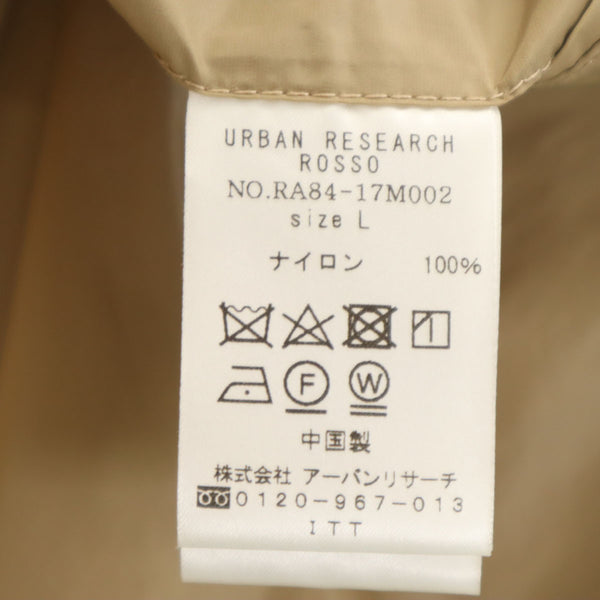 URBAN RESEARCH
ROSSO
NO.RA84-17M002
size L
ナイロン 100%
F W
中国製
株式会社 アーバンリサーチ
0120-967-013
ITT